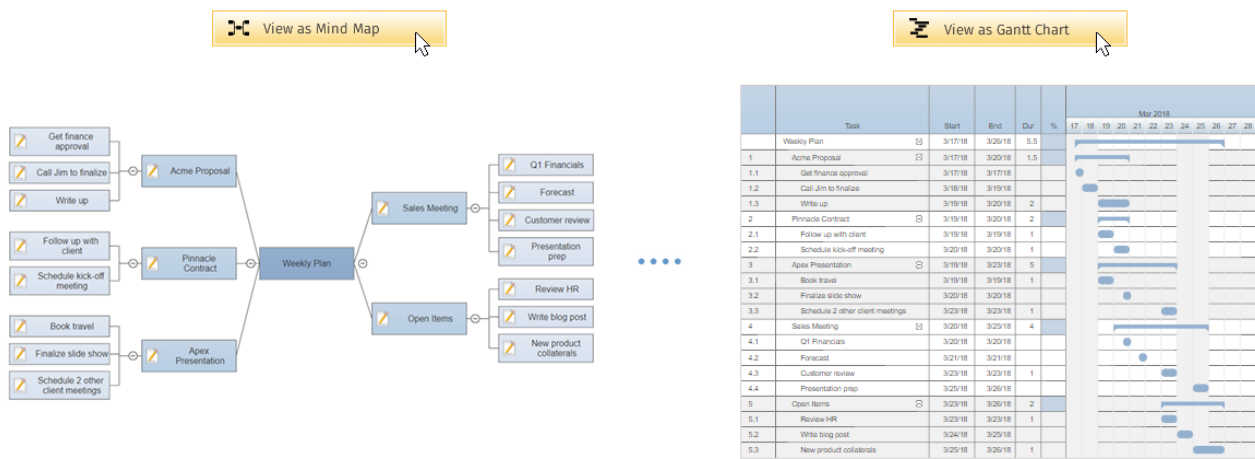 View as Mind Map
View as Gantt Chart
Get finance
approval
Call Jim to finalize
Write up
Acme Proposal
Follow up with
client
Schedule kick-off
meeting
Pinnacle
Contract
Book travel
Finalize slide show
Schedule 2 other
client meetings
Apex
Presentation
Weekly Plan
Sales Meeting
Q1 Financials
Forecast
Customer review
Presentation
prep
Open Items
Review HR
Write blog post
New product
collaterals
Mar 2018
Task Start End Dur % 17 18 19 20 21 22 23 24 25 26 27 28
Weekly Plan 3/17/18 3/26/18 5.5
1 Acme Proposal 3/17/18 3/20/18 1.5
1.1 Get finance approval 3/17/18 3/17/18
1.2 Call Jim to finalize 3/18/18 3/19/18
1.3 Write up 3/19/18 3/20/18 2
2 Pinnacle Contract 3/19/18 3/20/18 2
2.1 Follow up with client 3/19/18 3/19/18 1
2.2 Schedule kick-off meeting 3/20/18 3/20/18 1
3 Apex Presentation 3/19/18 3/23/18 5
3.1 Book travel 3/19/18 3/19/18 1
3.2 Finalize slide show 3/20/18 3/20/18
3.3 Schedule 2 other client meetings 3/23/18 3/23/18 1
4 Sales Meeting 3/20/18 3/25/18 4
4.1 Q1 Financials 3/20/18 3/20/18
4.2 Forecast 3/21/18 3/21/18
4.3 Customer review 3/23/18 3/23/18 1
4.4 Presentation prep 3/25/18 3/26/18
5 Open Items 3/23/18 3/26/18 2
5.1 Review HR 3/23/18 3/23/18 1
5.2 Write blog post 3/24/18 3/25/18
5.3 New product collaterals 3/25/18 3/26/18 1